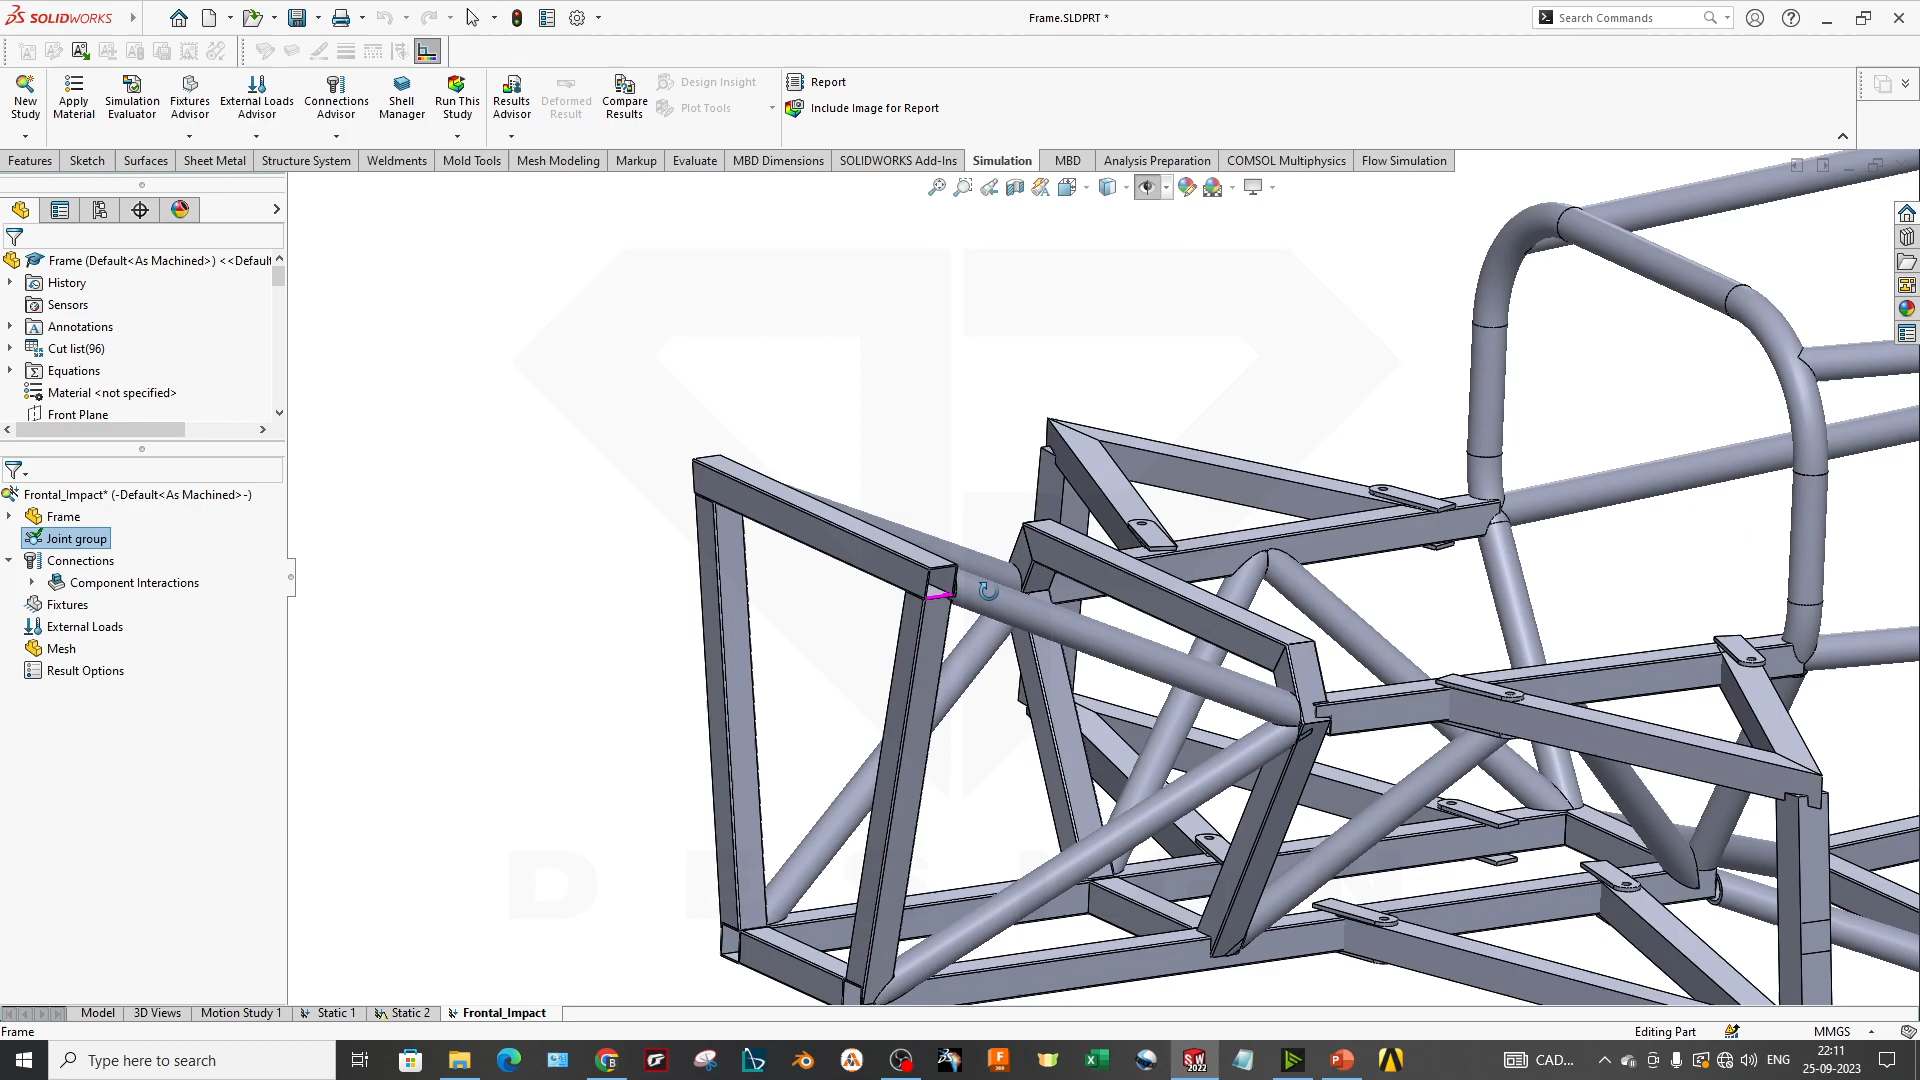 SOLIDWORKS
Frame.SLDPRT *
Search Commands
New Study
Apply Material
Simulation Evaluator
Fixtures Advisor
External Loads Advisor
Connections Advisor
Shell Manager
Run This Study
Results Advisor
Deformed Result
Compare Results
Design Insight
Plot Tools
Report
Include Image for Report
Features Sketch Surfaces Sheet Metal Structure System Weldments Mold Tools Mesh Modeling Markup Evaluate MBD Dimensions SOLIDWORKS Add-Ins Simulation MBD Analysis Preparation COMSOL Multiphysics Flow Simulation
Frame (Default<As Machined>) <<Defaul
History
Sensors
Annotations
Cut list(96)
Equations
Material <not specified>
Front Plane
Frontal_Impact* (-Default<As Machined>-)
Frame
Joint group
Connections
Component Interactions
Fixtures
External Loads
Mesh
Result Options
Model 3D Views Motion Study 1 Static 1 Static 2 Frontal_Impact
Frame
Editing Part
MMGS
Type here to search
CAD...
ENG
22:11
25-09-2023